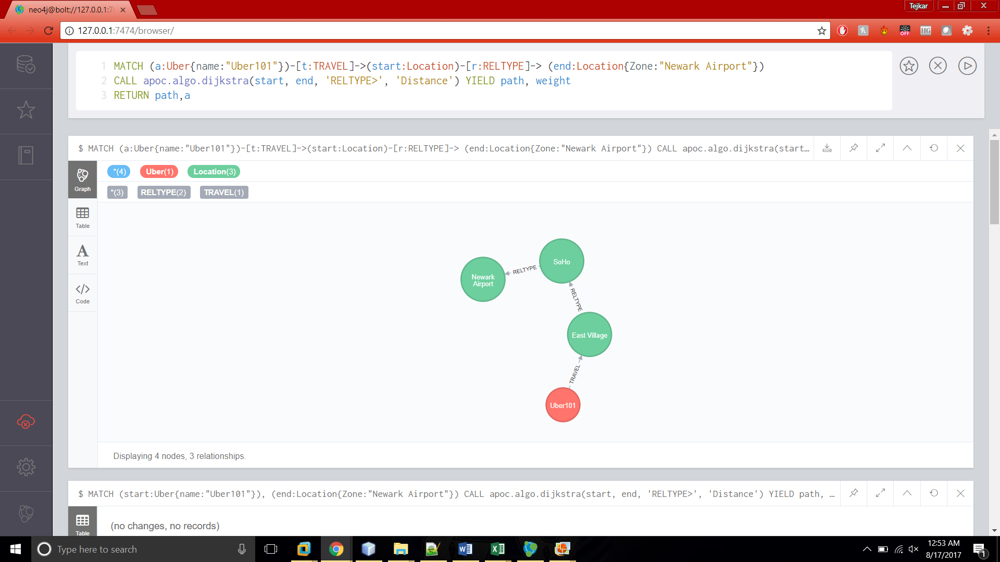 neo4j@bolt://127.0.0.1:7
Tejkar
127.0.0.1:7474/browser/
1 MATCH (a:Uber{name:"Uber101"})-[t:TRAVEL]->(start:Location)-[r:RELTYPE]-> (end:Location{Zone:"Newark Airport"})
2 CALL apoc.algo.dijkstra(start, end, 'RELTYPE>', 'Distance') YIELD path, weight
3 RETURN path,a
$ MATCH (a:Uber{name:"Uber101"})-[t:TRAVEL]->(start:Location)-[r:RELTYPE]-> (end:Location{Zone:"Newark Airport"}) CALL apoc.algo.dijkstra(start…
Graph
*(4) Uber(1) Location(3)
*(3) RELTYPE(2) TRAVEL(1)
Table
A
Text
</>
Code
SoHo
RELTYPE
Newark
Airport
RELTYPE
East Village
TRAVEL
Uber101
Displaying 4 nodes, 3 relationships.
$ MATCH (start:Uber{name:"Uber101"}), (end:Location{Zone:"Newark Airport"}) CALL apoc.algo.dijkstra(start, end, 'RELTYPE>', 'Distance') YIELD path, …
Table
(no changes, no records)
Type here to search
12:53 AM
8/17/2017
1
OFF
HG
h